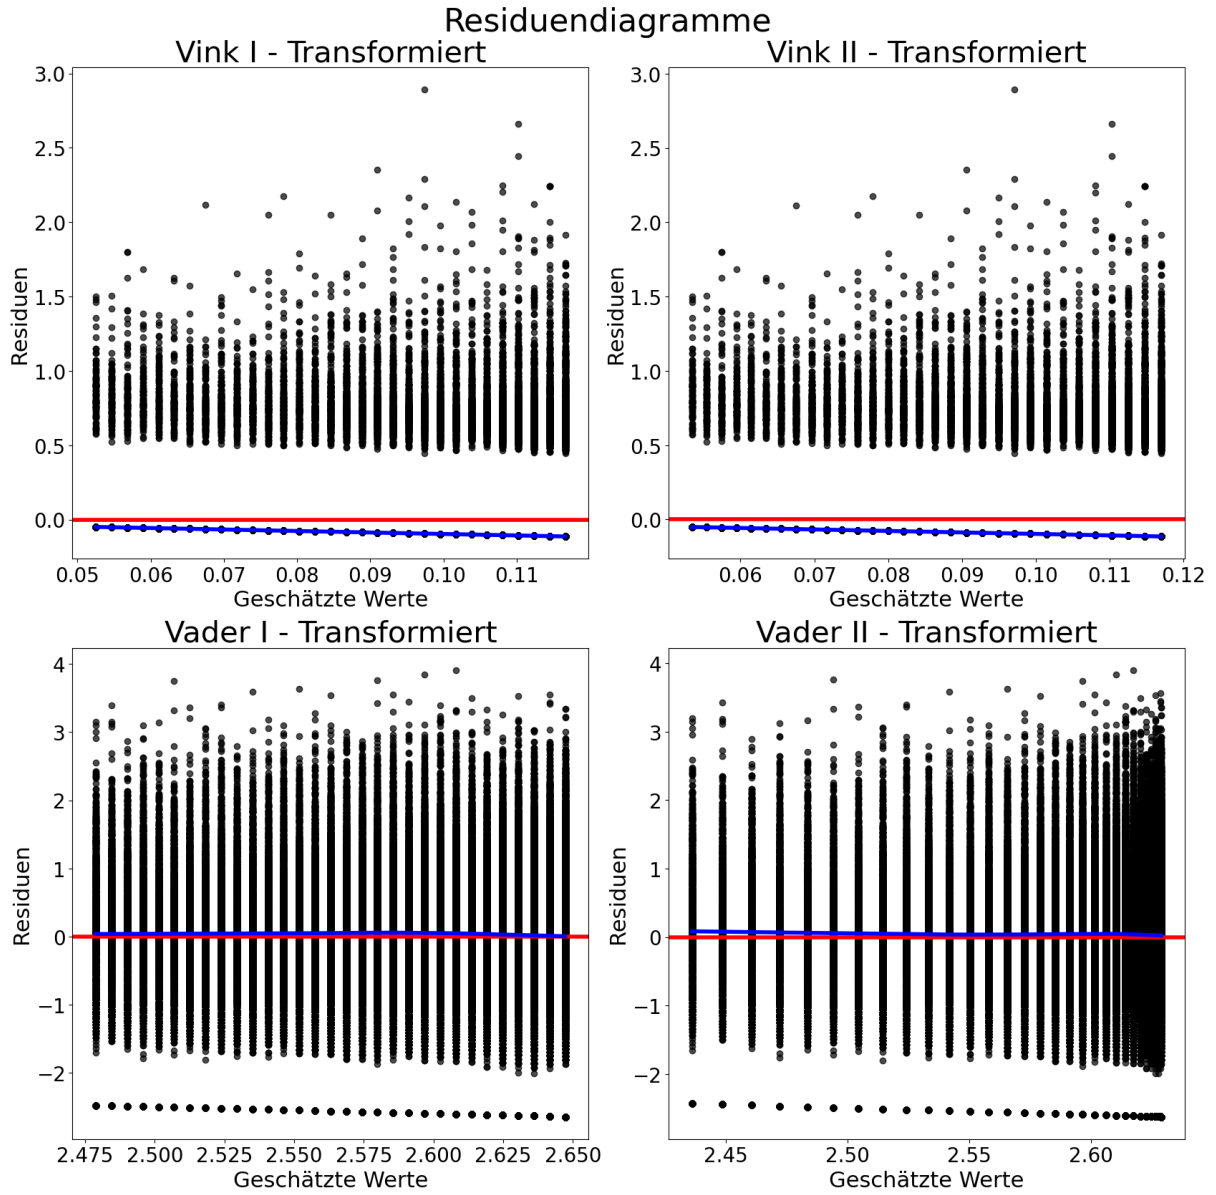 Residuendiagramme
Vink I - Transformiert
Vink II - Transformiert
3.0
2.5
2.0
1.5
1.0
0.5
0.0
Residuen
0.05 0.06 0.07 0.08 0.09 0.10 0.11
Geschätzte Werte
3.0
2.5
2.0
1.5
1.0
0.5
0.0
Residuen
0.06 0.07 0.08 0.09 0.10 0.11 0.12
Geschätzte Werte
Vader I - Transformiert
Vader II - Transformiert
4
3
2
1
0
−1
−2
Residuen
2.475 2.500 2.525 2.550 2.575 2.600 2.625 2.650
Geschätzte Werte
4
3
2
1
0
−1
−2
Residuen
2.45 2.50 2.55 2.60
Geschätzte Werte